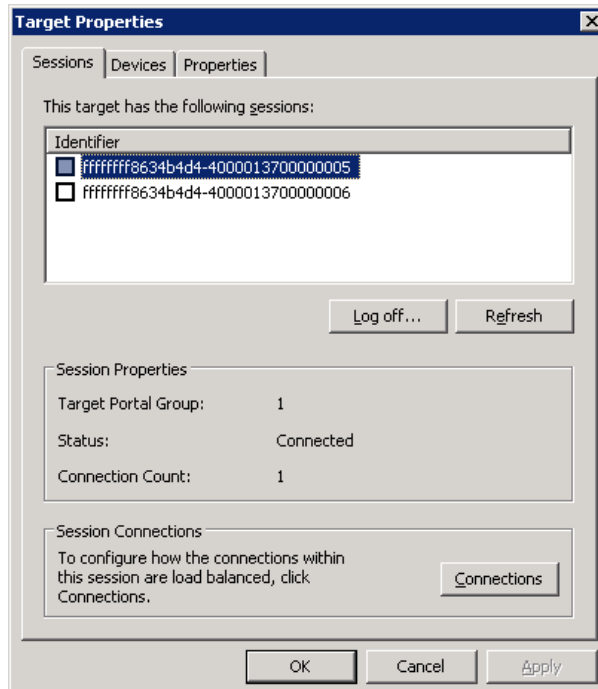 Target Properties
Sessions Devices Properties
This target has the following sessions:
Identifier
ffffffff8634b4d4-4000013700000005
ffffffff8634b4d4-4000013700000006
Log off... Refresh
Session Properties
Target Portal Group: 1
Status: Connected
Connection Count: 1
Session Connections
To configure how the connections within
this session are load balanced, click
Connections.
Connections
OK Cancel Apply